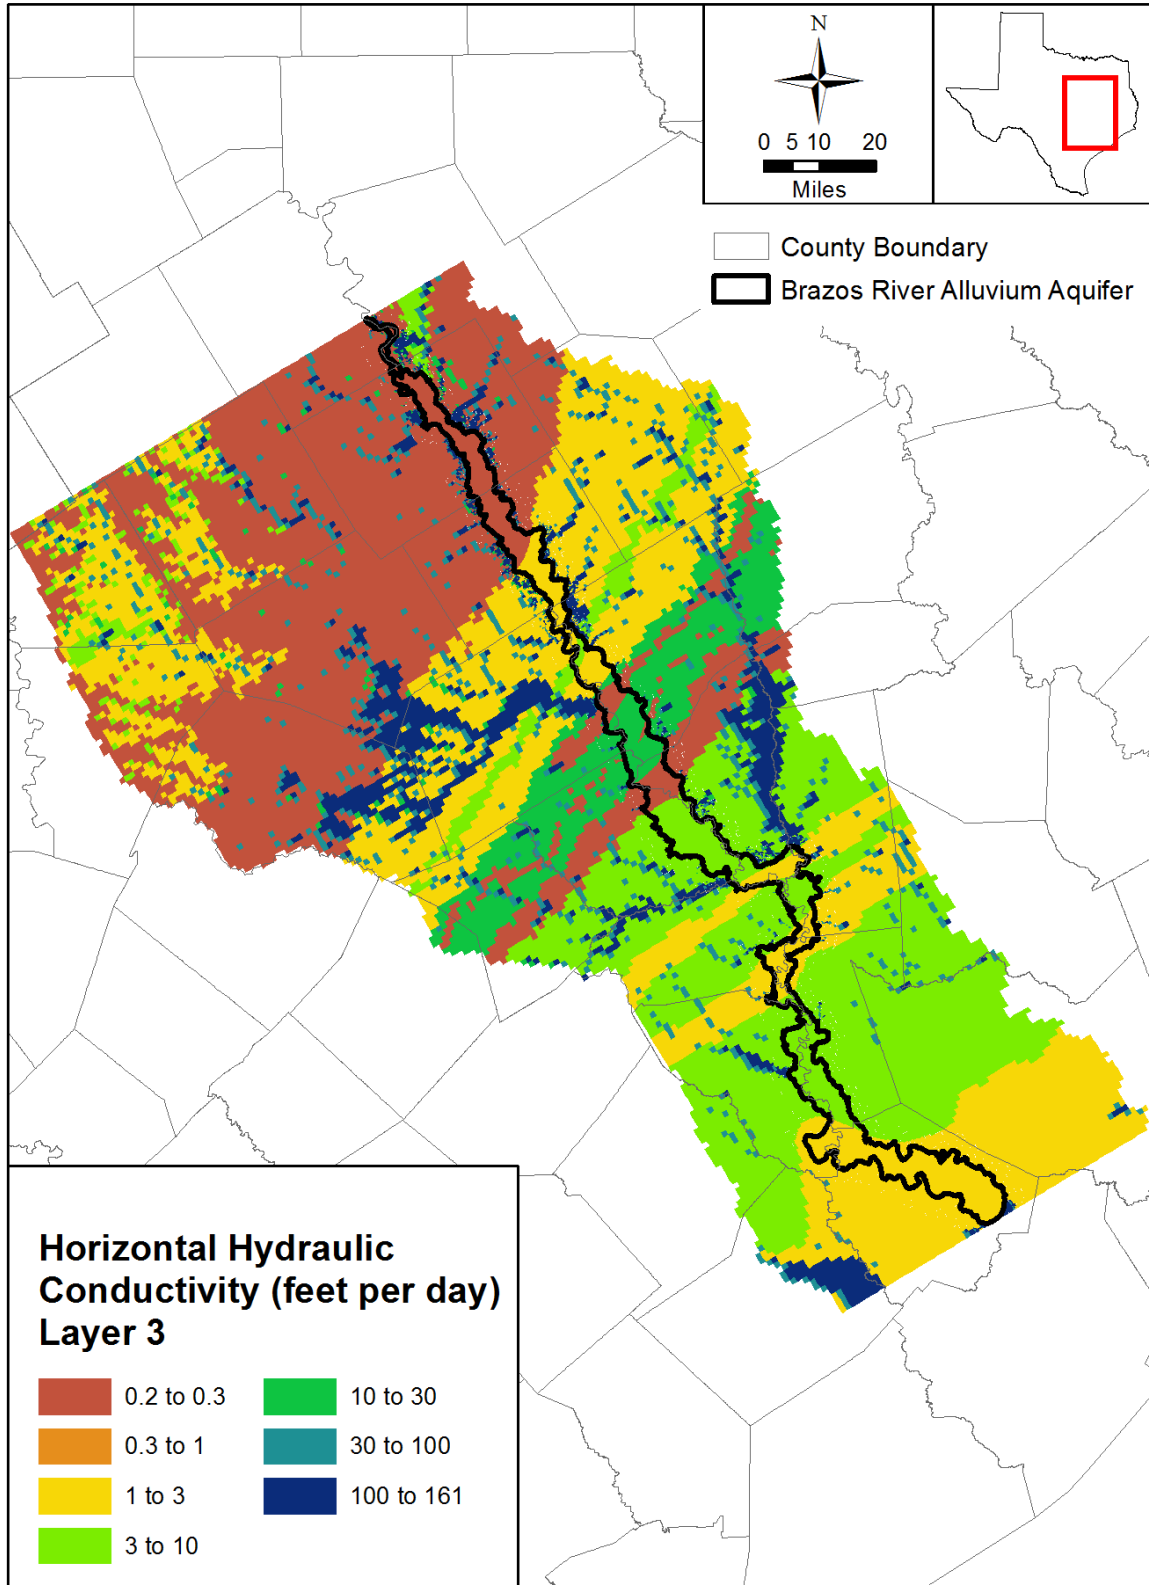 N
0 5 10 20
Miles
County Boundary
Brazos River Alluvium Aquifer
Horizontal Hydraulic
Conductivity (feet per day)
Layer 3
0.2 to 0.3
0.3 to 1
1 to 3
3 to 10
10 to 30
30 to 100
100 to 161